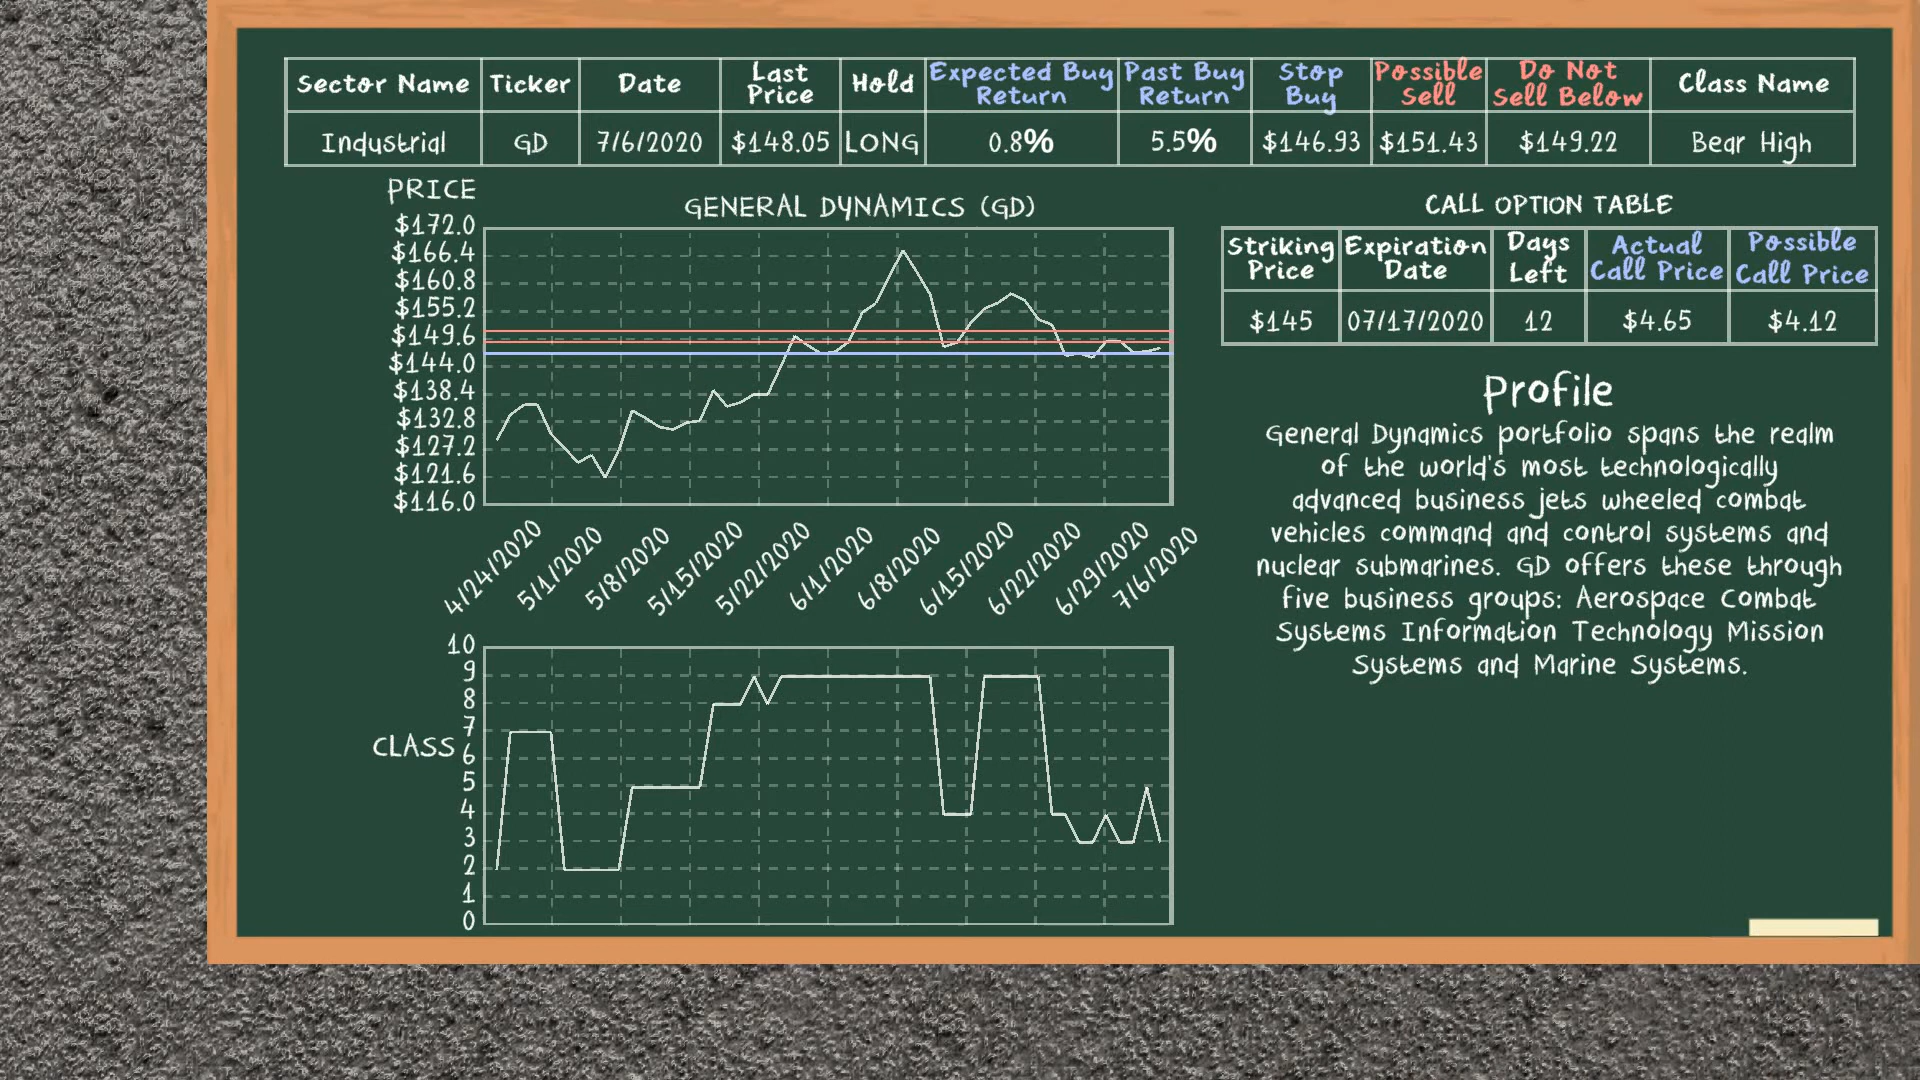 Sector Name Ticker Date Last Price Hold Expected Buy Return Past Buy Return Stop Buy Possible Sell Do Not Sell Below Class Name
Industrial GD 7/6/2020 $148.05 LONG 0.8% 5.5% $146.93 $151.43 $149.22 Bear High
PRICE
GENERAL DYNAMICS (GD)
$172.0
$166.4
$160.8
$155.2
$149.6
$144.0
$138.4
$132.8
$127.2
$121.6
$116.0
4/24/2020 5/1/2020 5/8/2020 5/15/2020 5/22/2020 6/1/2020 6/8/2020 6/15/2020 6/22/2020 6/29/2020 7/6/2020
CLASS
10
9
8
7
6
5
4
3
2
1
0
CALL OPTION TABLE
Striking Price Expiration Date Days Left Actual Call Price Possible Call Price
$145 07/17/2020 12 $4.65 $4.12
Profile
General Dynamics portfolio spans the realm
of the world's most technologically
advanced business jets wheeled combat
vehicles command and control systems and
nuclear submarines. GD offers these through
five business groups: Aerospace Combat
Systems Information Technology Mission
Systems and Marine Systems.